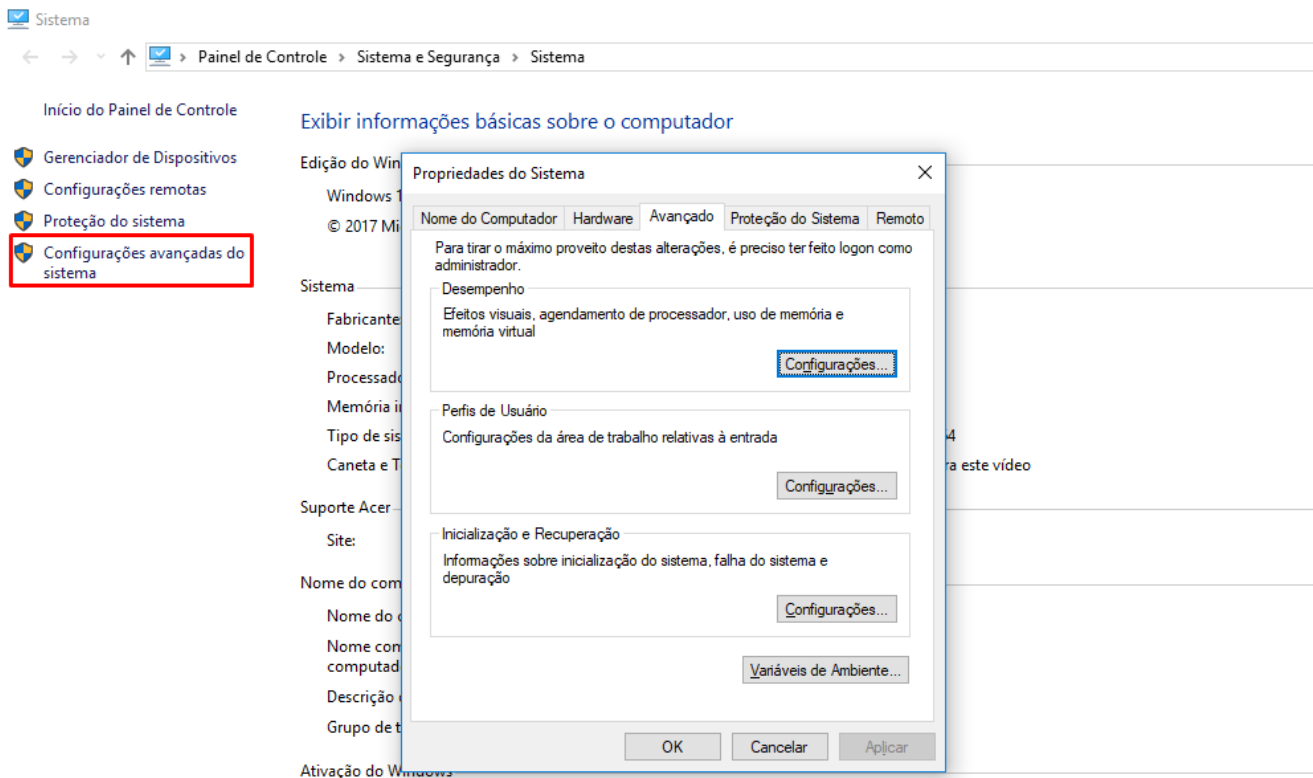 Sistema
Painel de Controle > Sistema e Segurança > Sistema
Início do Painel de Controle
Gerenciador de Dispositivos
Configurações remotas
Proteção do sistema
Configurações avançadas do
sistema
Exibir informações básicas sobre o computador
Edição do Win
Windows 1
© 2017 Mi
Sistema
Fabricante
Modelo:
Processado
Memória i
Tipo de sis
Caneta e T
64
ra este vídeo
Suporte Acer
Site:
Nome do com
Nome do
Nome com
computad
Descrição
Grupo de t
Ativação do Windows
Propriedades do Sistema
Nome do Computador Hardware Avançado Proteção do Sistema Remoto
Para tirar o máximo proveito destas alterações, é preciso ter feito logon como
administrador.
Desempenho
Efeitos visuais, agendamento de processador, uso de memória e
memória virtual
Configurações...
Perfis de Usuário
Configurações da área de trabalho relativas à entrada
Configurações...
Inicialização e Recuperação
Informações sobre inicialização do sistema, falha do sistema e
depuração
Configurações...
Variáveis de Ambiente...
OK Cancelar Aplicar